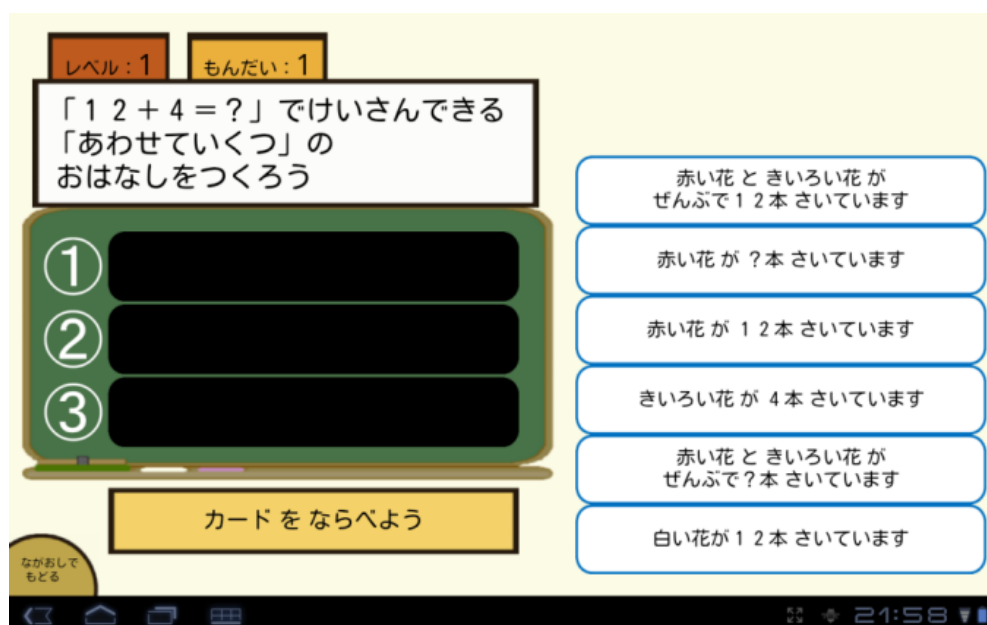 レベル：1
もんだい：1
「12＋4＝？」でけいさんできる
「あわせていくつ」の
おはなしをつくろう
①
②
③
カード を ならべよう
ながおしで
もどる
赤い花 と きいろい花 が
ぜんぶで12本 さいています
赤い花 が ？本 さいています
赤い花 が 12本 さいています
きいろい花 が 4本 さいています
赤い花 と きいろい花 が
ぜんぶで？本 さいています
白い花が12本 さいています
21:58